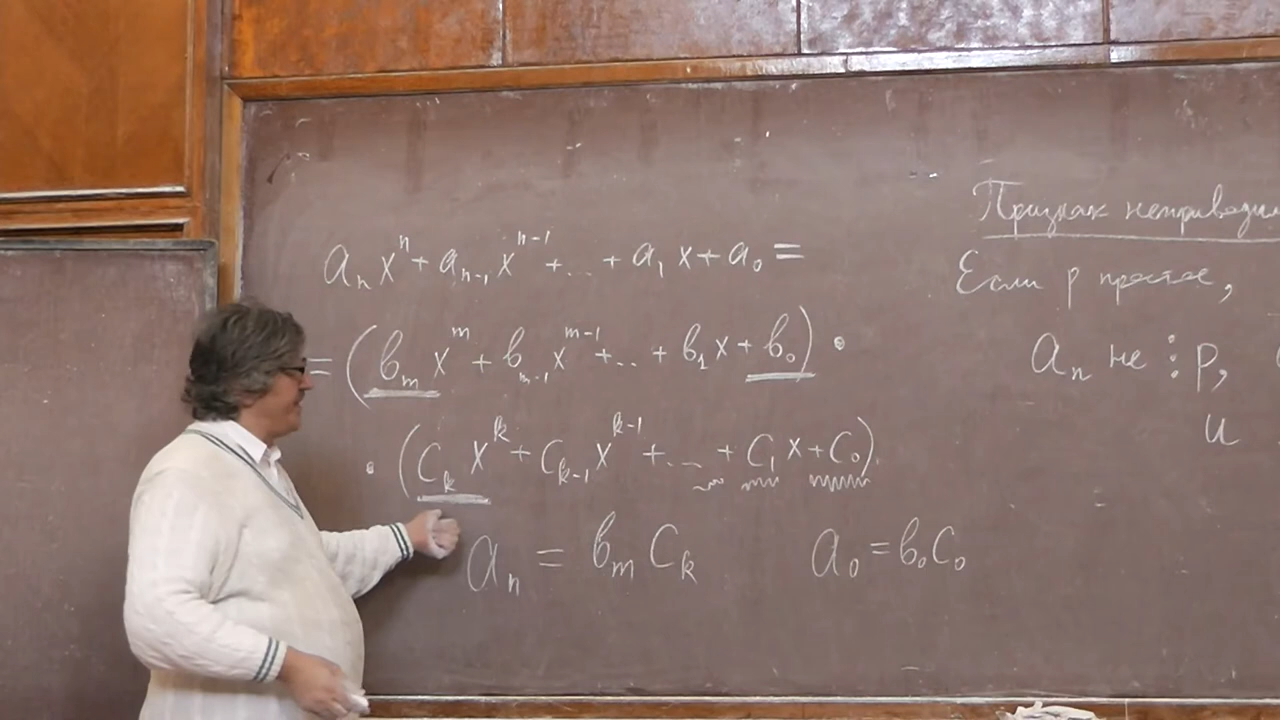 aₙxⁿ + aₙ₋₁xⁿ⁻¹ + ... + a₁x + a₀ =
= (bₘxᵐ + bₘ₋₁xᵐ⁻¹ + ... + b₁x + b₀) ·
· (cₖxᵏ + cₖ₋₁xᵏ⁻¹ + ... + c₁x + c₀)
aₙ = bₘcₖ
a₀ = b₀c₀
Признак неприводим
Если p простое,
aₙ не ⋮ p,
и